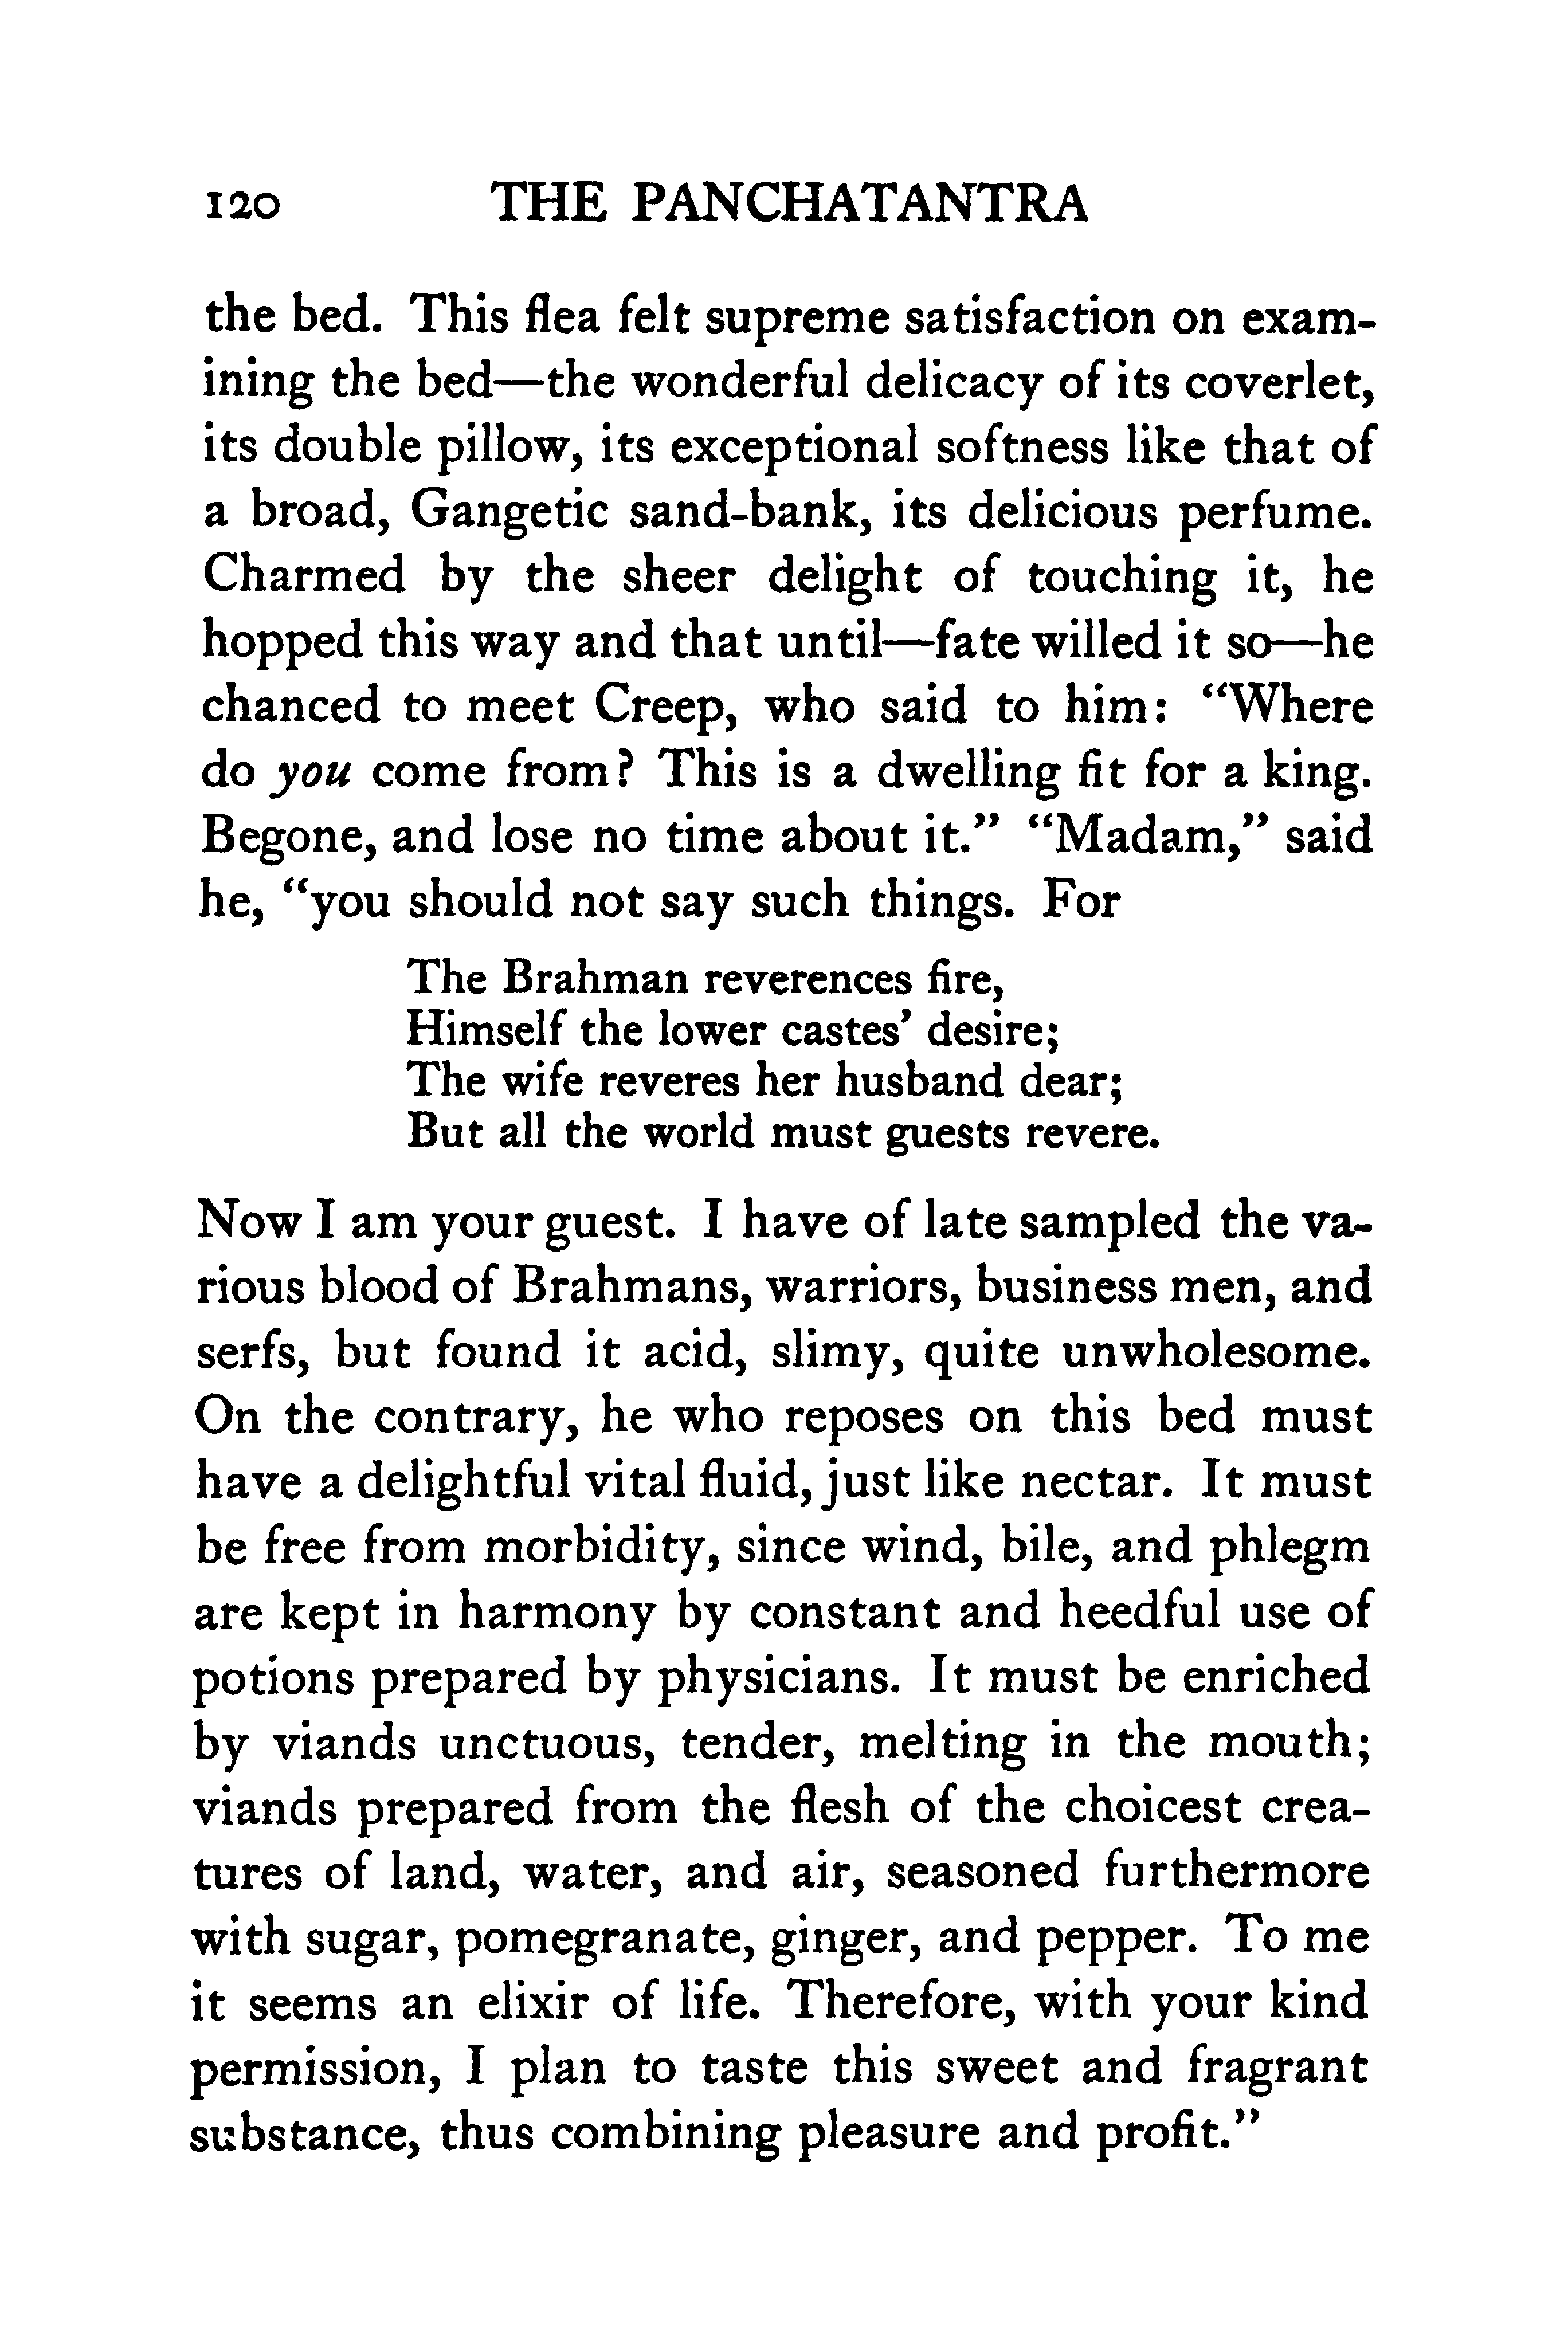 120 THE PANCHATANTRA
the bed. This flea felt supreme satisfaction on exam-
ining the bed—the wonderful delicacy of its coverlet,
its double pillow, its exceptional softness like that of
a broad, Gangetic sand-bank, its delicious perfume.
Charmed by the sheer delight of touching it, he
hopped this way and that until—fate willed it so—he
chanced to meet Creep, who said to him: “Where
do you come from? This is a dwelling fit for a king.
Begone, and lose no time about it.” “Madam,” said
he, “you should not say such things. For
The Brahman reverences fire,
Himself the lower castes’ desire;
The wife reveres her husband dear;
But all the world must guests revere.
Now I am your guest. I have of late sampled the va-
rious blood of Brahmans, warriors, business men, and
serfs, but found it acid, slimy, quite unwholesome.
On the contrary, he who reposes on this bed must
have a delightful vital fluid, just like nectar. It must
be free from morbidity, since wind, bile, and phlegm
are kept in harmony by constant and heedful use of
potions prepared by physicians. It must be enriched
by viands unctuous, tender, melting in the mouth;
viands prepared from the flesh of the choicest crea-
tures of land, water, and air, seasoned furthermore
with sugar, pomegranate, ginger, and pepper. To me
it seems an elixir of life. Therefore, with your kind
permission, I plan to taste this sweet and fragrant
substance, thus combining pleasure and profit.”